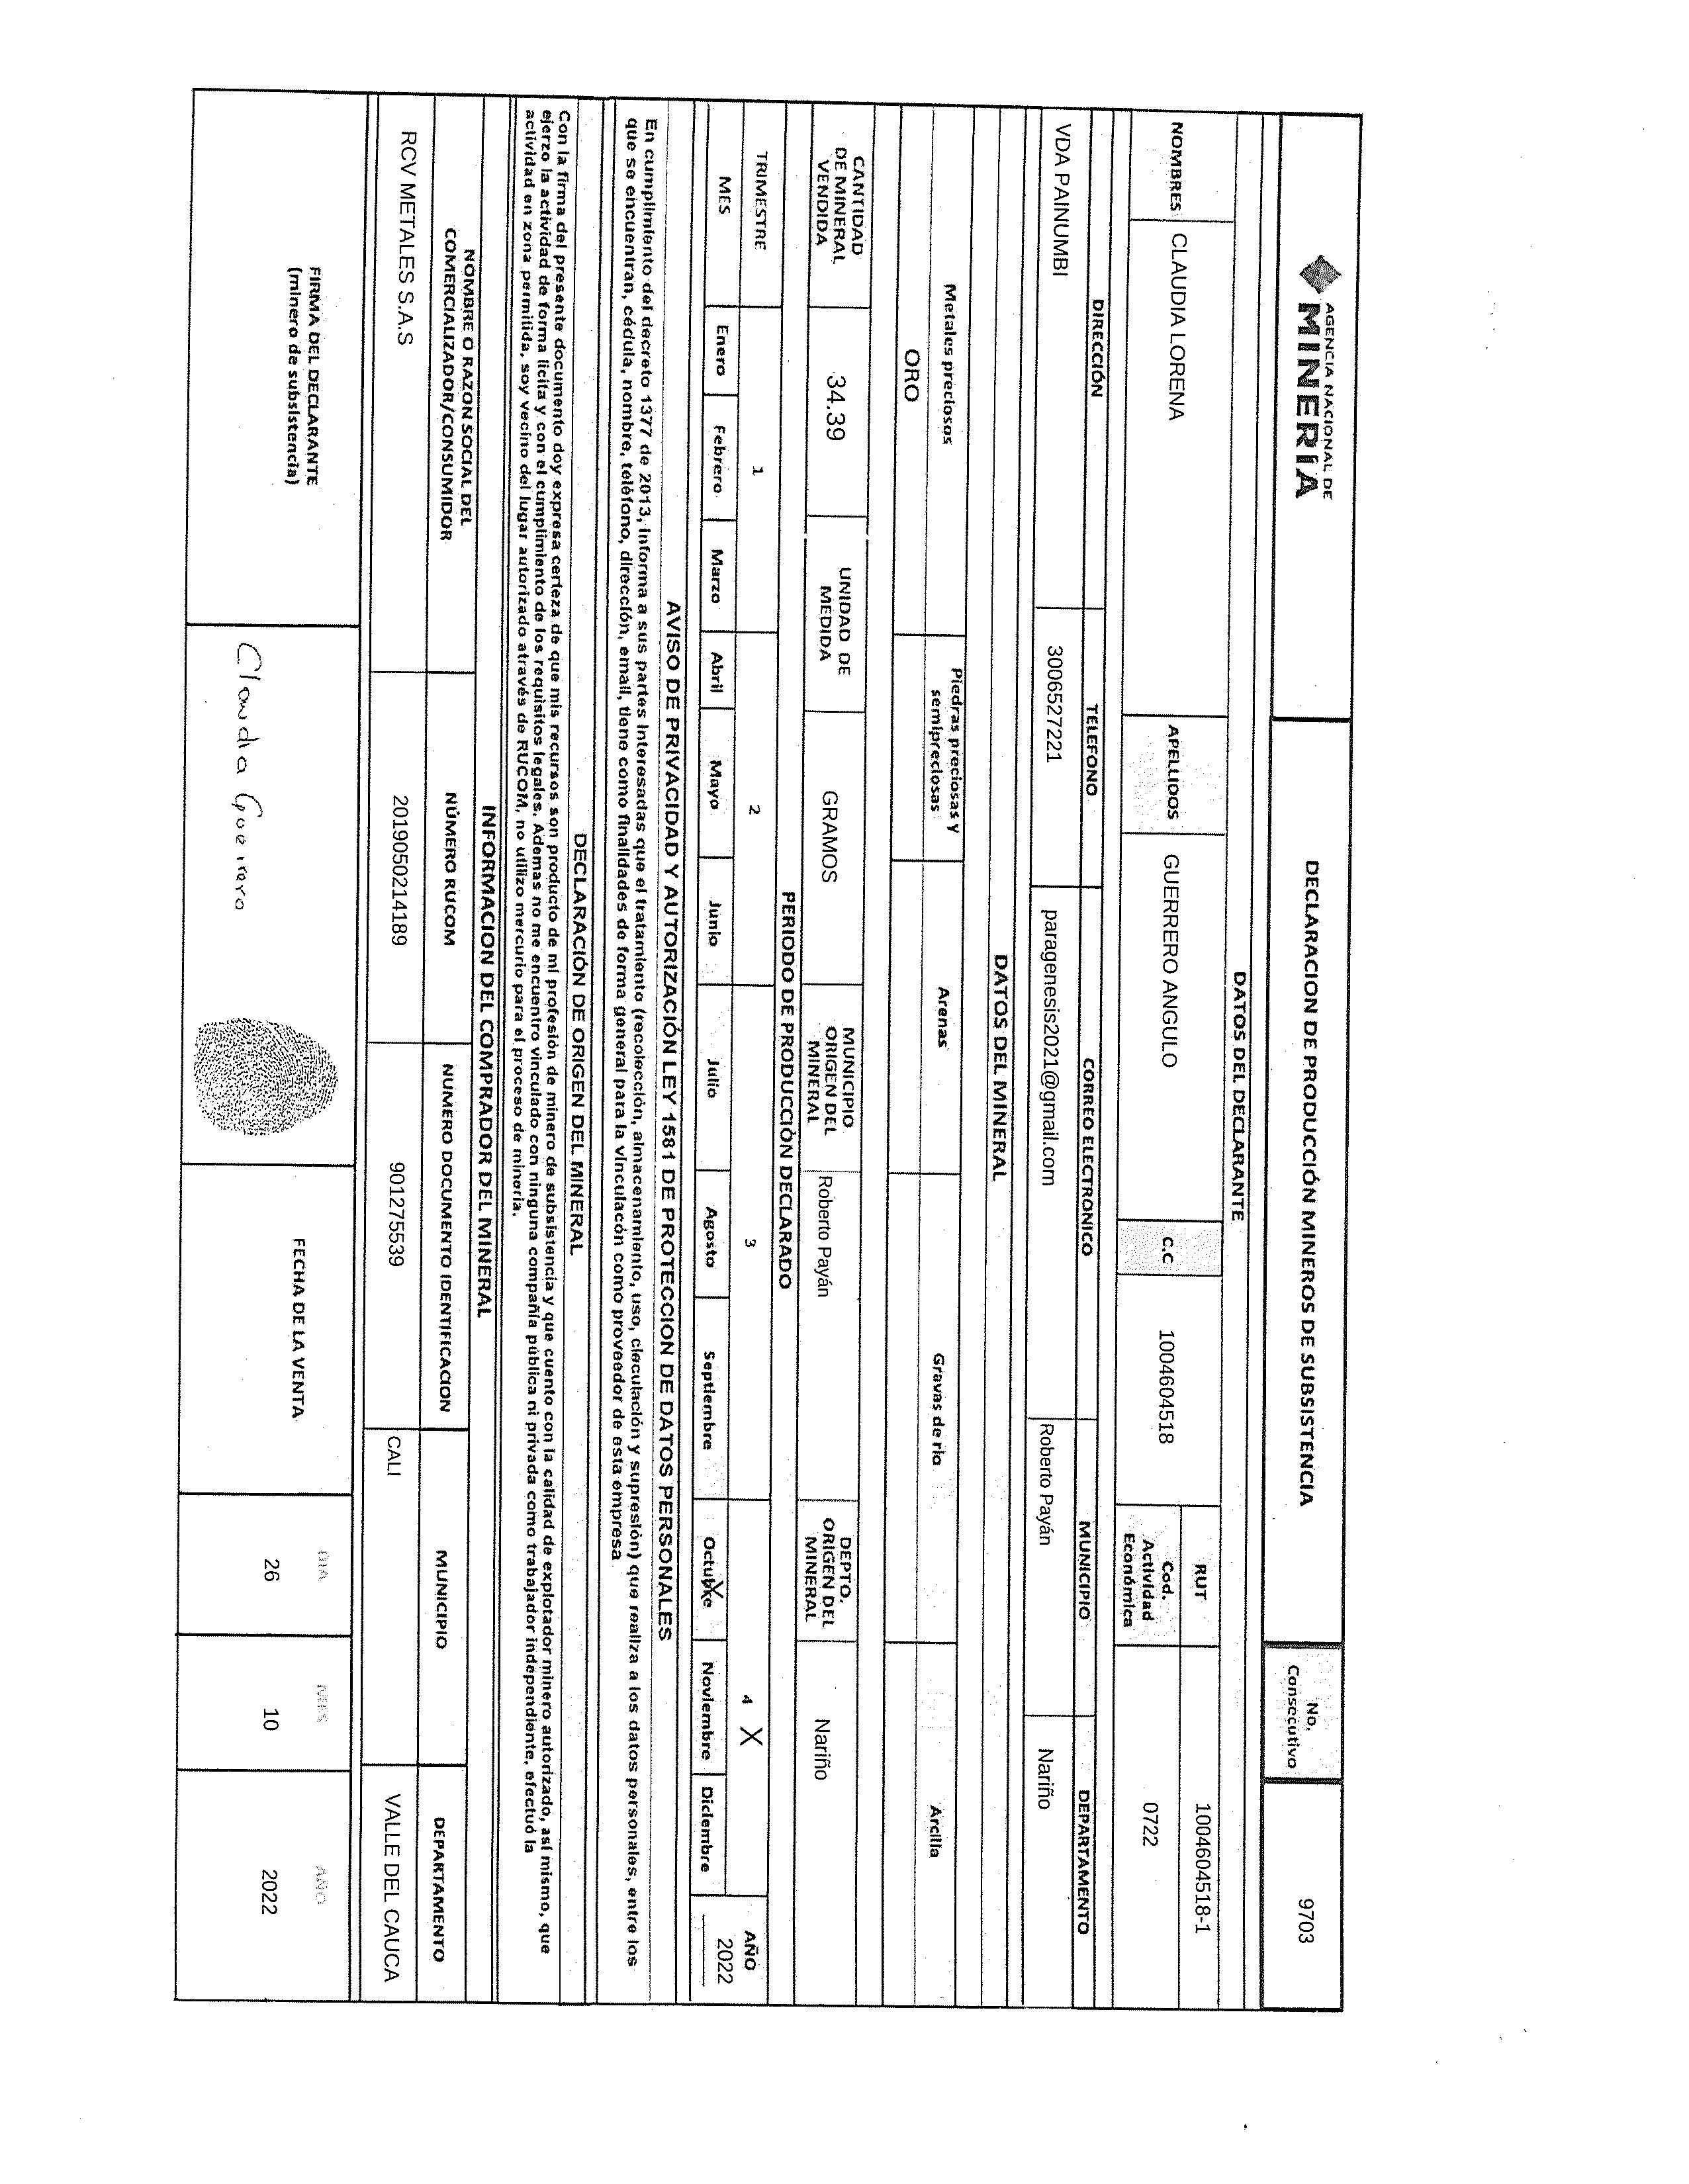 AGENCIA NACIONAL DE
MINERÍA
DECLARACION DE PRODUCCIÓN MINEROS DE SUBSISTENCIA
No. Consecutivo
9703
DATOS DEL DECLARANTE
NOMBRES
CLAUDIA LORENA
APELLIDOS
GUERRERO ANGULO
C.C
1004604518
RUT
1004604518-1
Cod. Actividad Económica
0722
DIRECCIÓN
TELEFONO
CORREO ELECTRONICO
MUNICIPIO
DEPARTAMENTO
VDA PAINUMBI
3006527221
paragenesis2021@gmail.com
Roberto Payán
Nariño
DATOS DEL MINERAL
Metales preciosos
Piedras preciosas y semipreciosas
Arenas
Gravas de rio
Arcilla
ORO
CANTIDAD DE MINERAL VENDIDA
34.39
UNIDAD DE MEDIDA
GRAMOS
MUNICIPIO ORIGEN DEL MINERAL
Roberto Payán
DEPTO. ORIGEN DEL MINERAL
Nariño
PERIODO DE PRODUCCIÓN DECLARADO
TRIMESTRE
1
2
3
4 X
AÑO
MES
Enero
Febrero
Marzo
Abril
Mayo
Junio
Julio
Agosto
Septiembre
Octubre X
Noviembre
Diciembre
2022
AVISO DE PRIVACIDAD Y AUTORIZACIÓN LEY 1581 DE PROTECCION DE DATOS PERSONALES
En cumplimiento del decreto 1377 de 2013, informa a sus partes interesadas que el tratamiento (recolección, almacenamiento, uso, circulación y supresión) que realiza a los datos personales, entre los
que se encuentran, cédula, nombre, teléfono, dirección, email, tiene como finalidades de forma general para la vinculacón como proveedor de esta empresa
DECLARACIÓN DE ORIGEN DEL MINERAL
Con la firma del presente documento doy expresa certeza de que mis recursos son producto de mi profesión de minero de subsistencia y que cuento con la calidad de explotador minero autorizado, así mismo, que
ejerzo la actividad de forma licita y con el cumplimiento de los requisitos legales. Ademas no me encuentro vinculado con ninguna compañia pública ni privada como trabajador independiente, efectuó la
actividad en zona permitida, soy vecino del lugar autorizado através de RUCOM, no utilizo mercurio para el proceso de minería.
INFORMACION DEL COMPRADOR DEL MINERAL
NOMBRE O RAZON SOCIAL DEL COMERCIALIZADOR/CONSUMIDOR
NÚMERO RUCOM
NUMERO DOCUMENTO IDENTIFICACION
MUNICIPIO
DEPARTAMENTO
RCV METALES S.A.S
2019050214189
901275539
CALI
VALLE DEL CAUCA
FIRMA DEL DECLARANTE
(minero de subsistencia)
Claudia Guerrero
FECHA DE LA VENTA
DIA
MES
AÑO
26
10
2022